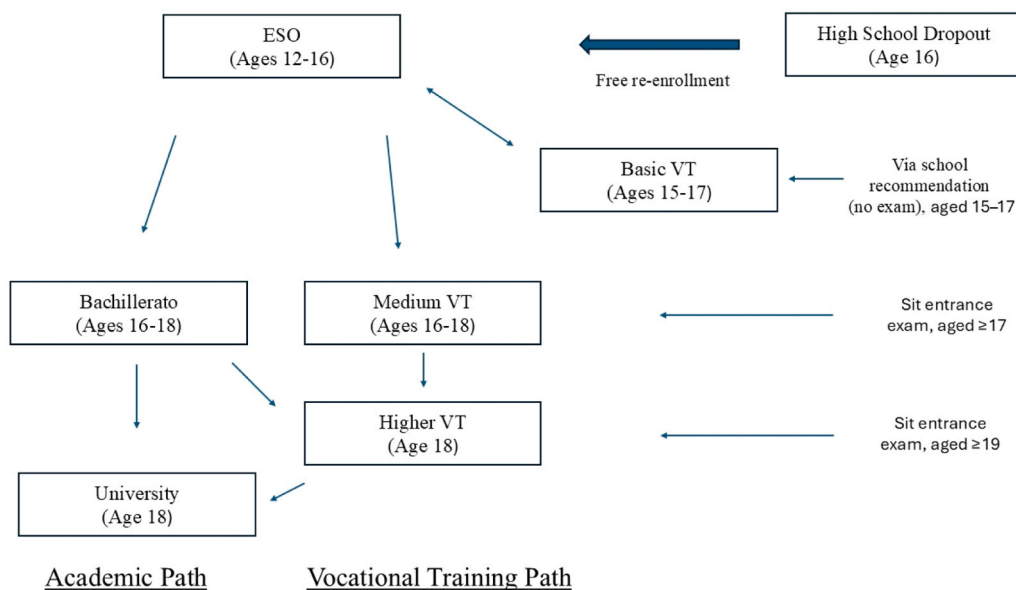 ESO
(Ages 12-16)
High School Dropout
(Age 16)
Free re-enrollment
Basic VT
(Ages 15-17)
Via school
recommendation
(no exam), aged 15–17
Bachillerato
(Ages 16-18)
Medium VT
(Ages 16-18)
Sit entrance
exam, aged ≥17
Higher VT
(Age 18)
Sit entrance
exam, aged ≥19
University
(Age 18)
Academic Path
Vocational Training Path